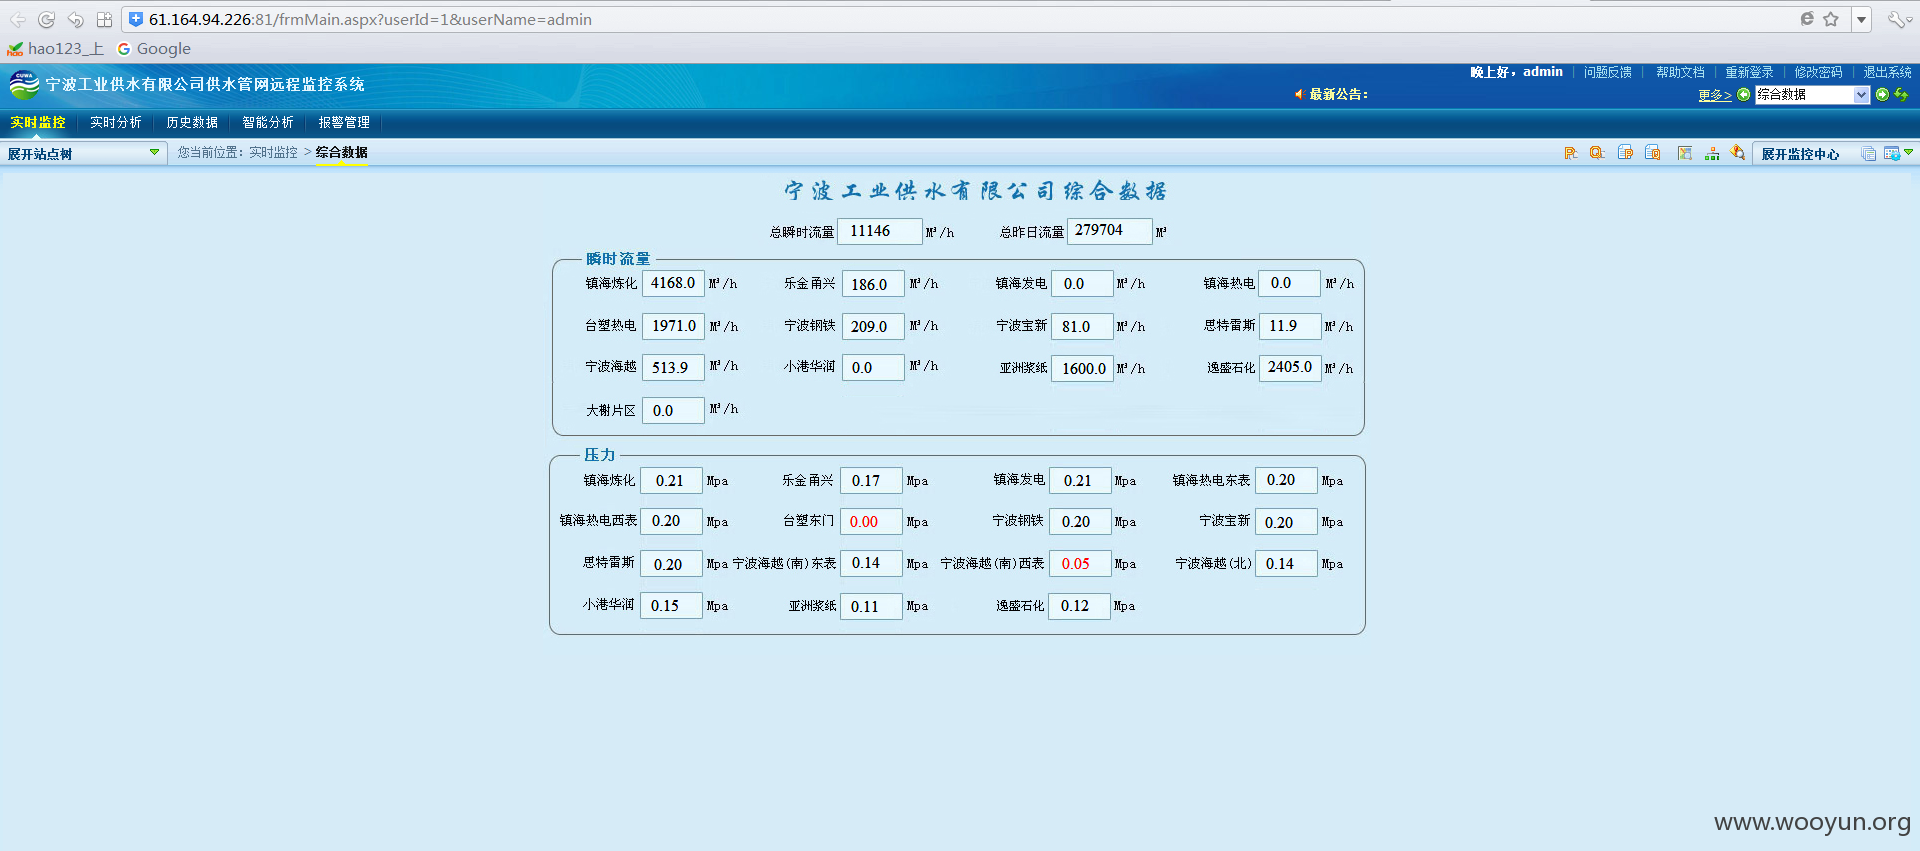 61.164.94.226:81/frmMain.aspx?userId=1&userName=admin
hao123_上 Google
宁波工业供水有限公司供水管网远程监控系统
晚上好，admin 问题反馈 帮助文档 重新登录 修改密码 退出系统
最新公告： 更多> 综合数据
实时监控 实时分析 历史数据 智能分析 报警管理
展开站点树 您当前位置：实时监控 > 综合数据 展开监控中心
宁波工业供水有限公司综合数据
总瞬时流量 11146 M³/h 总昨日流量 279704 M³
瞬时流量
镇海炼化 4168.0 M³/h 乐金甬兴 186.0 M³/h 镇海发电 0.0 M³/h 镇海热电 0.0 M³/h
台塑热电 1971.0 M³/h 宁波钢铁 209.0 M³/h 宁波宝新 81.0 M³/h 思特雷斯 11.9 M³/h
宁波海越 513.9 M³/h 小港华润 0.0 M³/h 亚洲浆纸 1600.0 M³/h 逸盛石化 2405.0 M³/h
大榭片区 0.0 M³/h
压力
镇海炼化 0.21 Mpa 乐金甬兴 0.17 Mpa 镇海发电 0.21 Mpa 镇海热电东表 0.20 Mpa
镇海热电西表 0.20 Mpa 台塑东门 0.00 Mpa 宁波钢铁 0.20 Mpa 宁波宝新 0.20 Mpa
思特雷斯 0.20 Mpa 宁波海越(南)东表 0.14 Mpa 宁波海越(南)西表 0.05 Mpa 宁波海越(北) 0.14 Mpa
小港华润 0.15 Mpa 亚洲浆纸 0.11 Mpa 逸盛石化 0.12 Mpa
www.wooyun.org